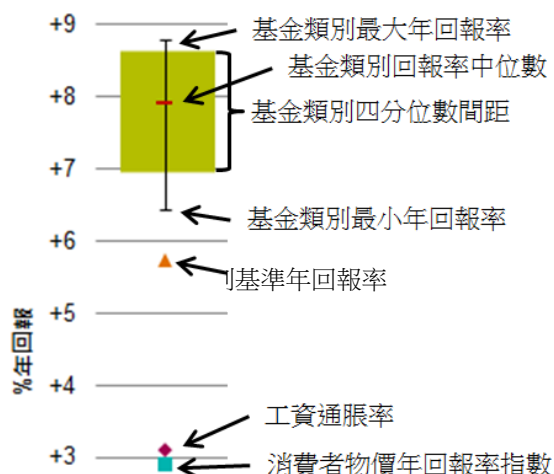 +9
基金類別最大年回報率
基金類別回報率中位數
+8
基金類別四分位數間距
+7
基金類別最小年回報率
+6
別基準年回報率
+5
%年回報
+4
工資通脹率
+3
消費者物價年回報率指數